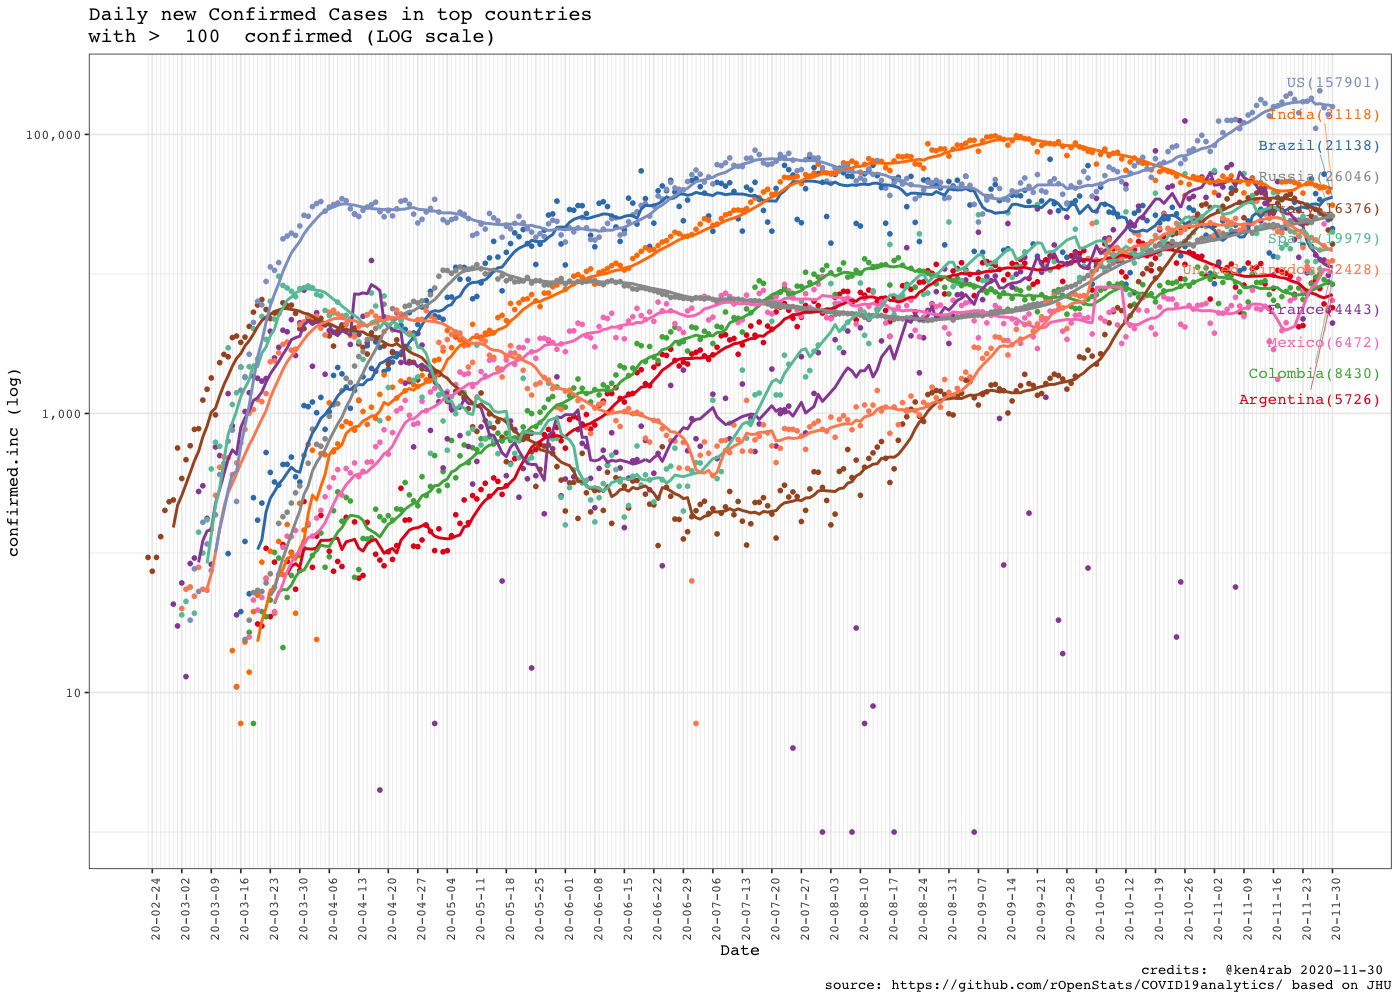 Daily new Confirmed Cases in top countries
with >  100  confirmed (LOG scale)
US(157901)
India(31118)
Brazil(21138)
Russia(26046)
Spain(19979)
United Kingdom(12428)
France(4443)
Mexico(6472)
Colombia(8430)
Argentina(5726)
100,000
1,000
10
confirmed.inc (log)
20-02-24
20-03-02
20-03-09
20-03-16
20-03-23
20-03-30
20-04-06
20-04-13
20-04-20
20-04-27
20-05-04
20-05-11
20-05-18
20-05-25
20-06-01
20-06-08
20-06-15
20-06-22
20-06-29
20-07-06
20-07-13
20-07-20
20-07-27
20-08-03
20-08-10
20-08-17
20-08-24
20-08-31
20-09-07
20-09-14
20-09-21
20-09-28
20-10-05
20-10-12
20-10-19
20-10-26
20-11-02
20-11-09
20-11-16
20-11-23
20-11-30
Date
credits:  @ken4rab 2020-11-30
source: https://github.com/rOpenStats/COVID19analytics/ based on JHU